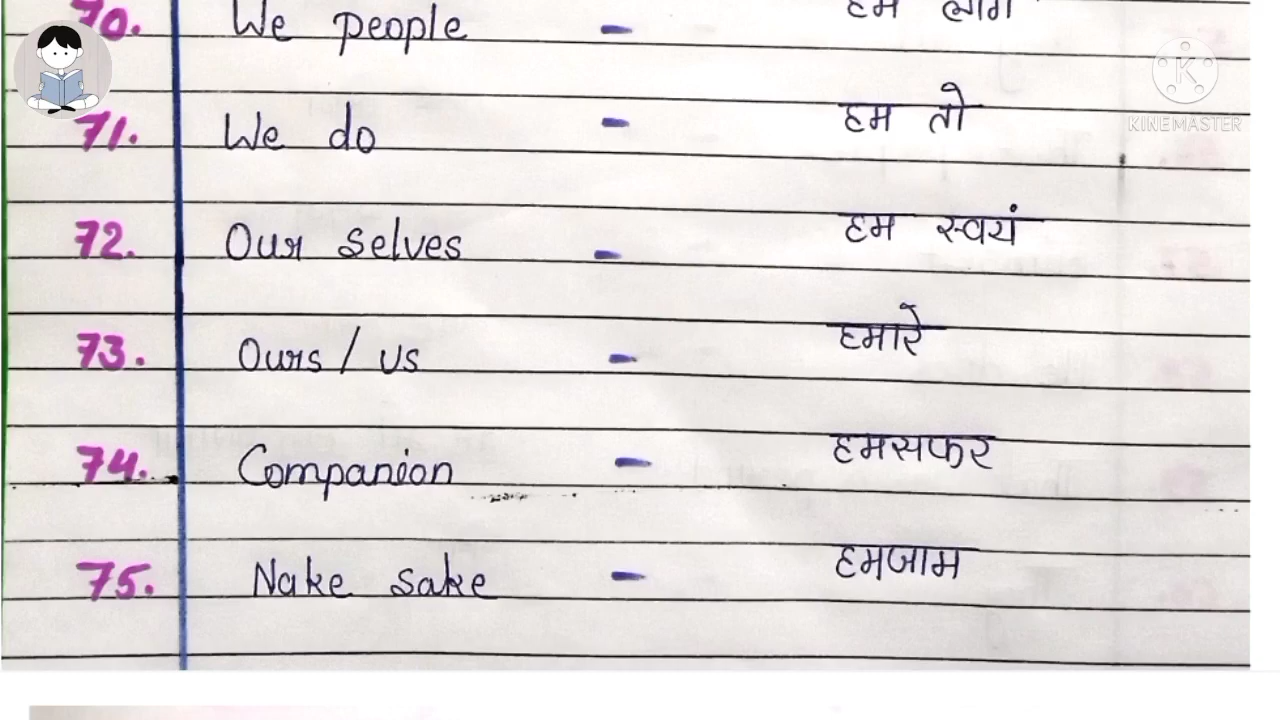 70. We people - हम लोग
KINEMASTER
71. We do - हम तो
72. Our selves - हम स्वयं
73. Ours / us - हमारे
74. Companion - हमसफर
75. Nake sake - हमजाम